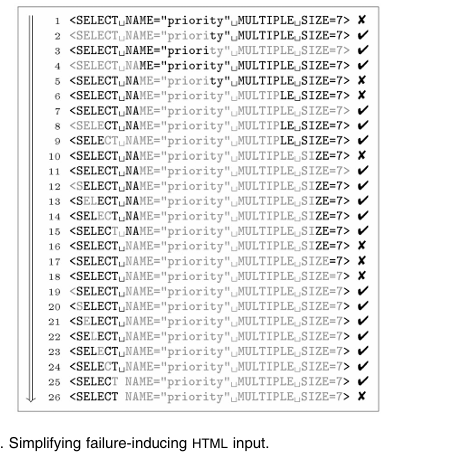 1 <SELECT␣NAME="priority"␣MULTIPLE␣SIZE=7> ✘
2 <SELECT␣NAME="priority"␣MULTIPLE␣SIZE=7> ✔
3 <SELECT␣NAME="priority"␣MULTIPLE␣SIZE=7> ✔
4 <SELECT␣NAME="priority"␣MULTIPLE␣SIZE=7> ✔
5 <SELECT␣NAME="priority"␣MULTIPLE␣SIZE=7> ✘
6 <SELECT␣NAME="priority"␣MULTIPLE␣SIZE=7> ✘
7 <SELECT␣NAME="priority"␣MULTIPLE␣SIZE=7> ✔
8 <SELECT␣NAME="priority"␣MULTIPLE␣SIZE=7> ✔
9 <SELECT␣NAME="priority"␣MULTIPLE␣SIZE=7> ✔
10 <SELECT␣NAME="priority"␣MULTIPLE␣SIZE=7> ✘
11 <SELECT␣NAME="priority"␣MULTIPLE␣SIZE=7> ✔
12 <SELECT␣NAME="priority"␣MULTIPLE␣SIZE=7> ✔
13 <SELECT␣NAME="priority"␣MULTIPLE␣SIZE=7> ✔
14 <SELECT␣NAME="priority"␣MULTIPLE␣SIZE=7> ✔
15 <SELECT␣NAME="priority"␣MULTIPLE␣SIZE=7> ✔
16 <SELECT␣NAME="priority"␣MULTIPLE␣SIZE=7> ✘
17 <SELECT␣NAME="priority"␣MULTIPLE␣SIZE=7> ✘
18 <SELECT␣NAME="priority"␣MULTIPLE␣SIZE=7> ✘
19 <SELECT␣NAME="priority"␣MULTIPLE␣SIZE=7> ✔
20 <SELECT␣NAME="priority"␣MULTIPLE␣SIZE=7> ✔
21 <SELECT␣NAME="priority"␣MULTIPLE␣SIZE=7> ✔
22 <SELECT␣NAME="priority"␣MULTIPLE␣SIZE=7> ✔
23 <SELECT␣NAME="priority"␣MULTIPLE␣SIZE=7> ✔
24 <SELECT␣NAME="priority"␣MULTIPLE␣SIZE=7> ✔
25 <SELECT NAME="priority"␣MULTIPLE␣SIZE=7> ✔
26 <SELECT NAME="priority"␣MULTIPLE␣SIZE=7> ✘
. Simplifying failure-inducing HTML input.